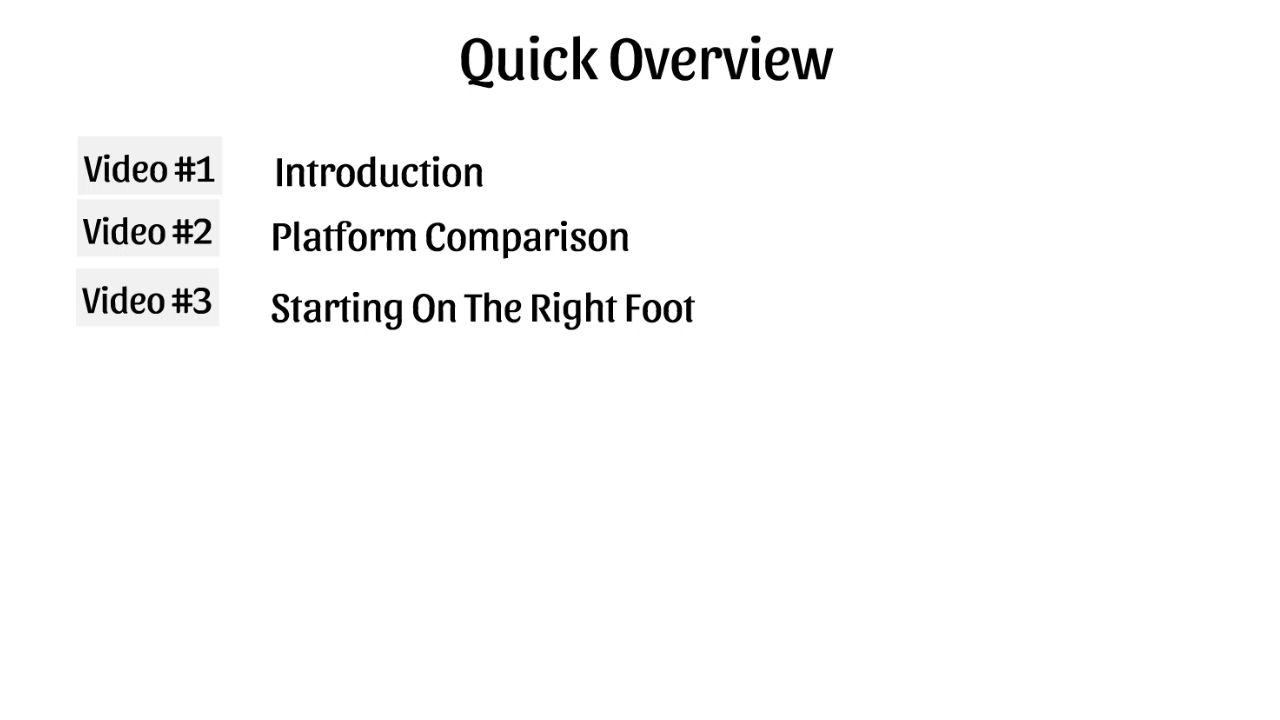 Quick Overview
Video #1 Introduction
Video #2 Platform Comparison
Video #3 Starting On The Right Foot